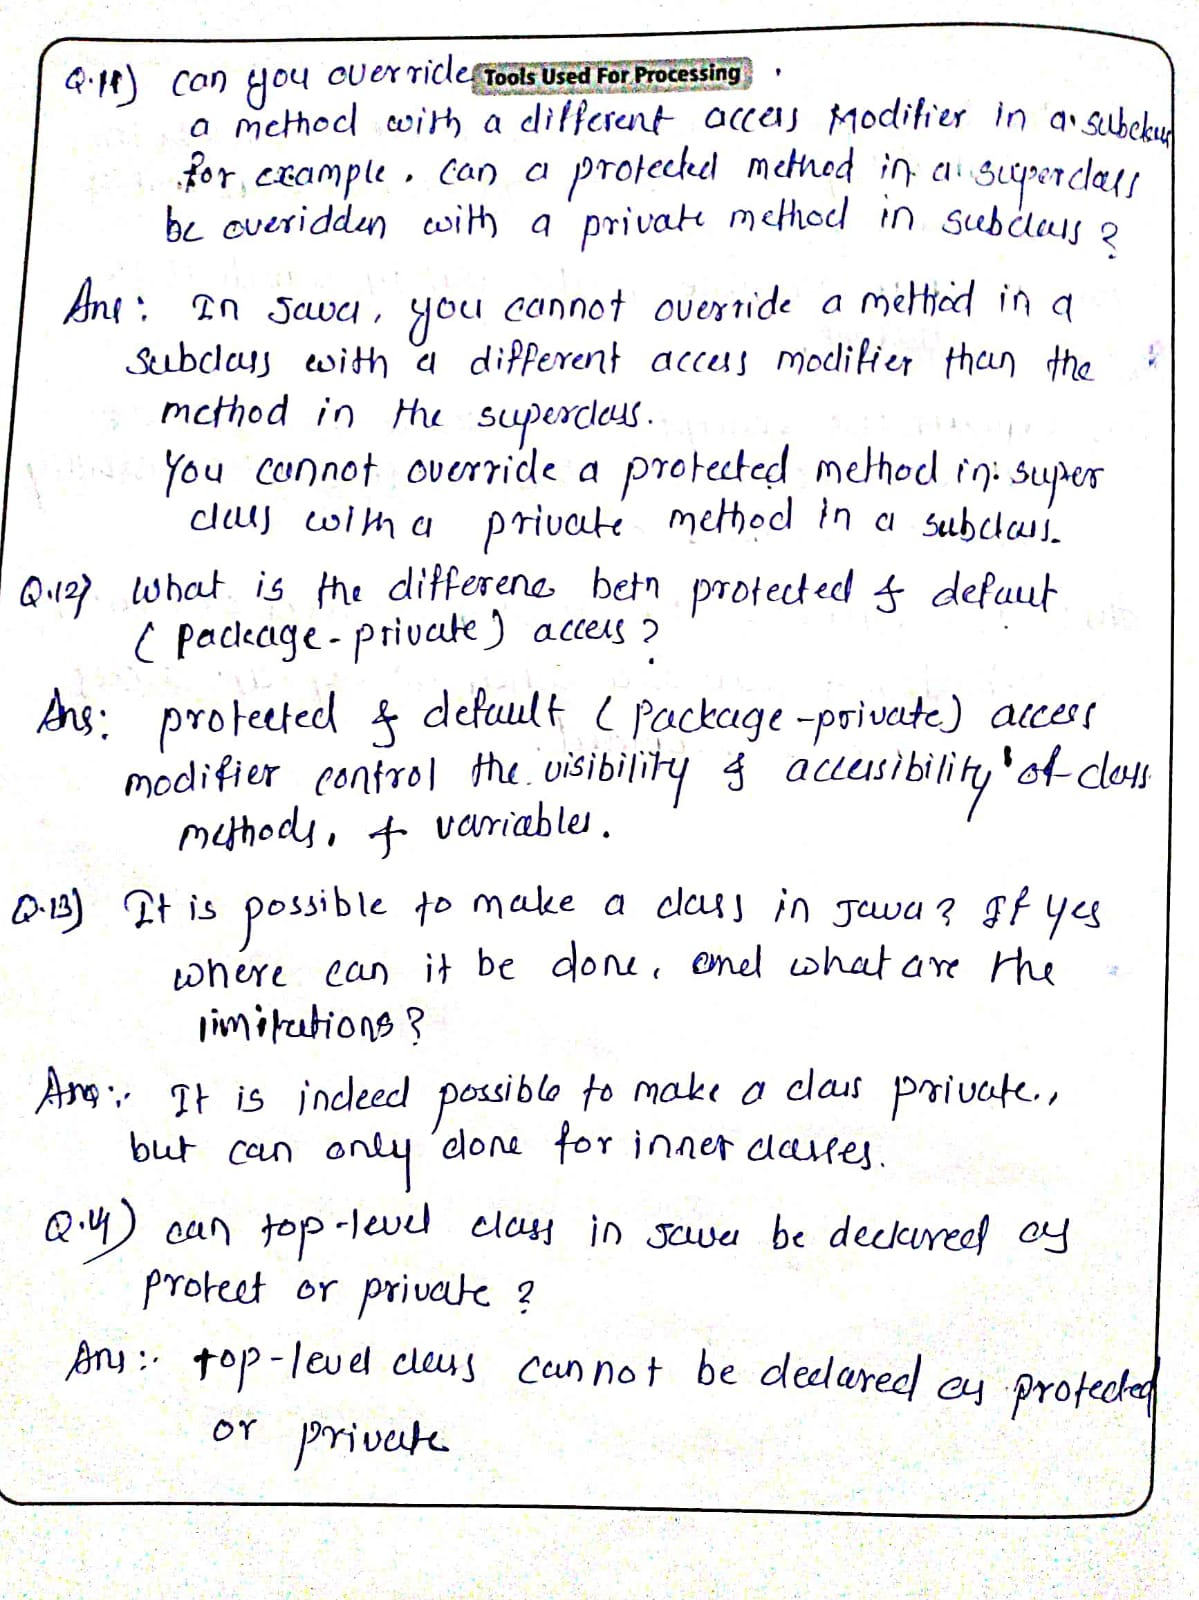 Q.11) can you override Tools Used For Processing .
a method with a different access Modifier in a subclass
for example. can a protected method in a superclass
be overidden with a private method in subclass ?
Ans: In Java, you cannot override a method in a
subclass with a different access modifier than the
method in the superclass.
You cannot override a protected method in super
class with a private method in a subclass.
Q.12) What is the differenc betn protected & defaut
(package-private) access ?
Ans: protected & default (package-private) access
modifier control the visibility & accessibility of class
methods, & variables.
Q.13) It is possible to make a class in Java ? If yes
where can it be done, and what are the
limitations ?
Ans:. It is indeed possible to make a class private.,
but can only done for inner classes.
Q.14) can top-level class in Java be declared as
protect or private ?
Ans:. top-level class cannot be declared as protected
or private